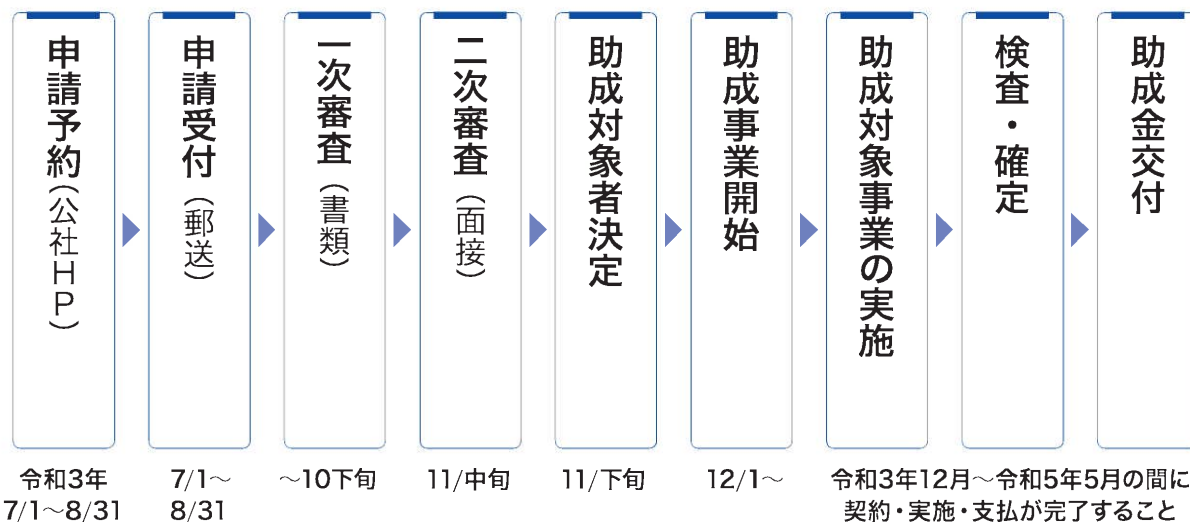 申請予約(公社HP)
申請受付(郵送)
一次審査(書類)
二次審査(面接)
助成対象者決定
助成事業開始
助成対象事業の実施
検査・確定
助成金交付
令和3年
7/1〜8/31
7/1〜
8/31
〜10下旬
11/中旬
11/下旬
12/1〜
令和3年12月〜令和5年5月の間に
契約・実施・支払が完了すること